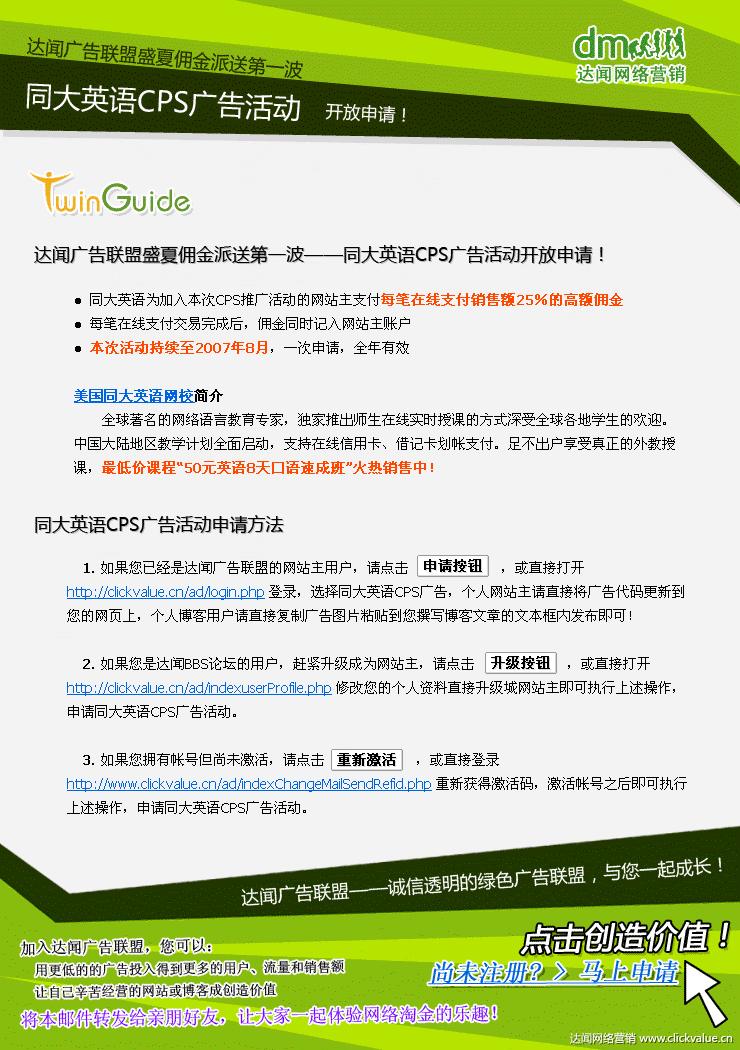 达闻广告联盟盛夏佣金派送第一波
同大英语CPS广告活动 开放申请！
dm
达闻网络营销
TwinGuide
达闻广告联盟盛夏佣金派送第一波——同大英语CPS广告活动开放申请！
● 同大英语为加入本次CPS推广活动的网站主支付每笔在线支付销售额25%的高额佣金
● 每笔在线支付交易完成后，佣金同时记入网站主账户
● 本次活动持续至2007年8月，一次申请，全年有效
美国同大英语网校简介
全球著名的网络语言教育专家，独家推出师生在线实时授课的方式深受全球各地学生的欢迎。
中国大陆地区教学计划全面启动，支持在线信用卡、借记卡划帐支付。足不出户享受真正的外教授
课，最低价课程“50元英语8天口语速成班”火热销售中！
同大英语CPS广告活动申请方法
1. 如果您已经是达闻广告联盟的网站主用户，请点击 申请按钮 ，或直接打开
http://clickvalue.cn/ad/login.php 登录，选择同大英语CPS广告，个人网站主请直接将广告代码更新到
您的网页上，个人博客用户请直接复制广告图片粘贴到您撰写博客文章的文本框内发布即可！
2. 如果您是达闻BBS论坛的用户，赶紧升级成为网站主，请点击 升级按钮 ，或直接打开
http://clickvalue.cn/ad/indexuserProfile.php 修改您的个人资料直接升级城网站主即可执行上述操作，
申请同大英语CPS广告活动。
3. 如果您拥有帐号但尚未激活，请点击 重新激活 ，或直接登录
http://www.clickvalue.cn/ad/indexChangeMailSendRefid.php 重新获得激活码，激活帐号之后即可执行
上述操作，申请同大英语CPS广告活动。
达闻广告联盟——诚信透明的绿色广告联盟，与您一起成长！
加入达闻广告联盟，您可以：
用更低的的广告投入得到更多的用户、流量和销售额
让自己辛苦经营的网站或博客成创造价值
将本邮件转发给亲朋好友，让大家一起体验网络淘金的乐趣！
点击创造价值！
尚未注册？> 马上申请
达闻网络营销 www.clickvalue.cn